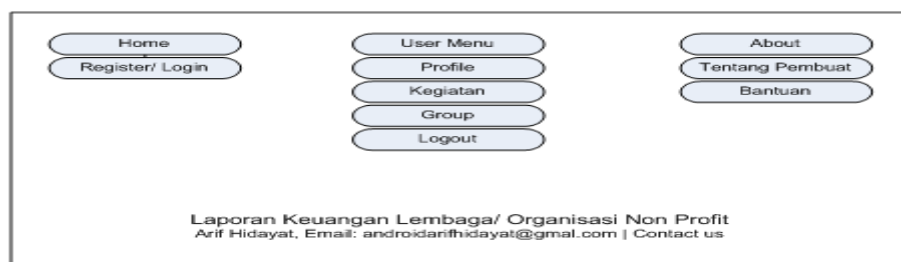 Home
Register/ Login
User Menu
Profile
Kegiatan
Group
Logout
About
Tentang Pembuat
Bantuan
Laporan Keuangan Lembaga/ Organisasi Non Profit
Arif Hidayat, Email: androidarifhidayat@gmal.com | Contact us